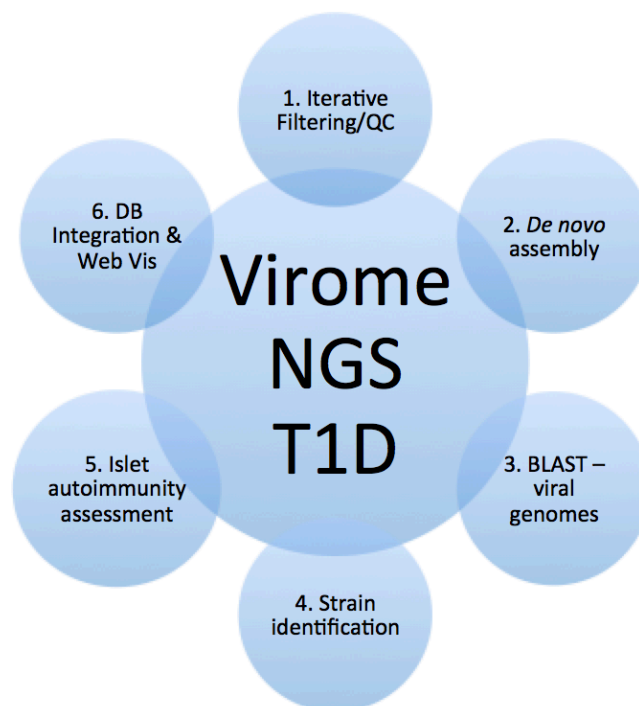 1. Iterative
Filtering/QC
6. DB
Integration &
Web Vis
2. De novo
assembly
Virome
NGS
T1D
5. Islet
autoimmunity
assessment
3. BLAST –
viral
genomes
4. Strain
identification